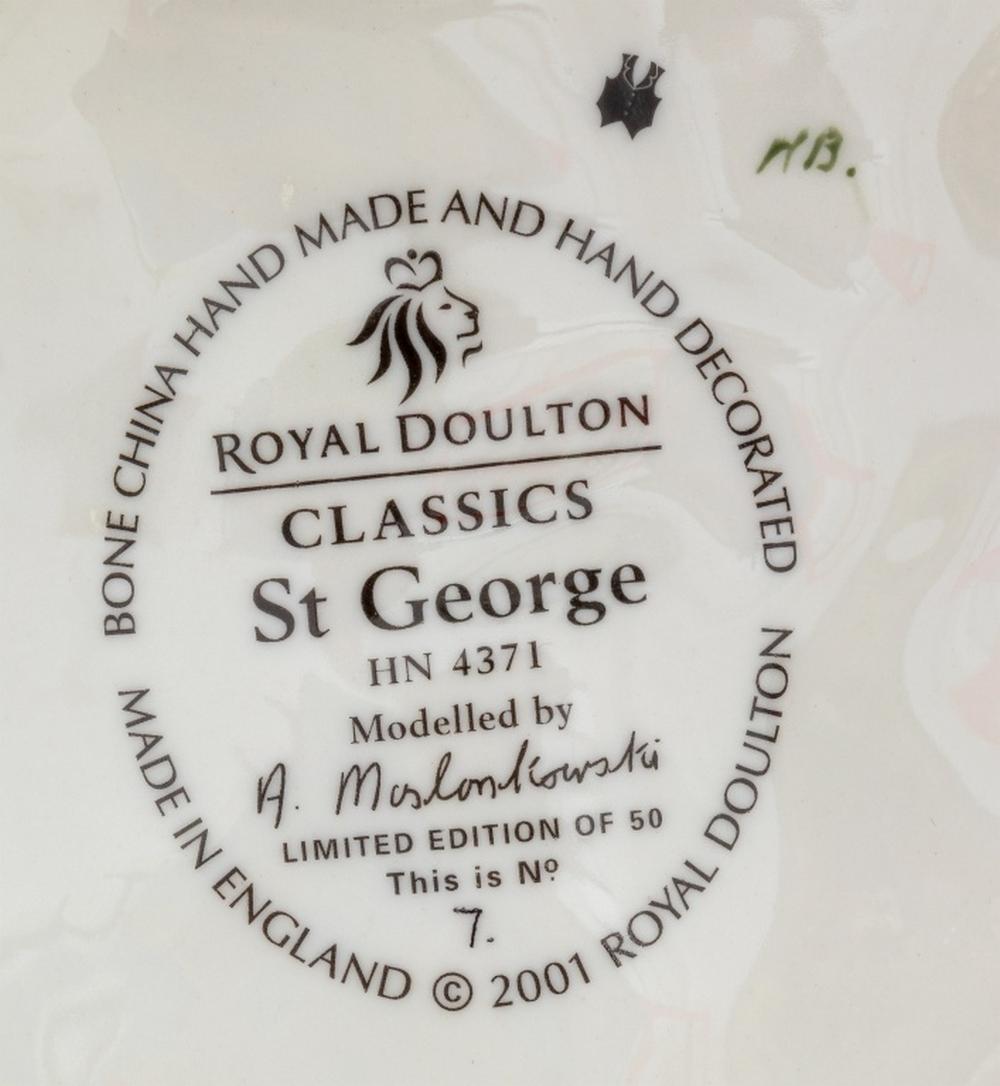 HB.
BONE CHINA HAND MADE AND HAND DECORATED
ROYAL DOULTON
CLASSICS
St George
HN 4371
Modelled by
A. Maslankowski
LIMITED EDITION OF 50
This is Nº
7.
MADE IN ENGLAND © 2001 ROYAL DOULTON